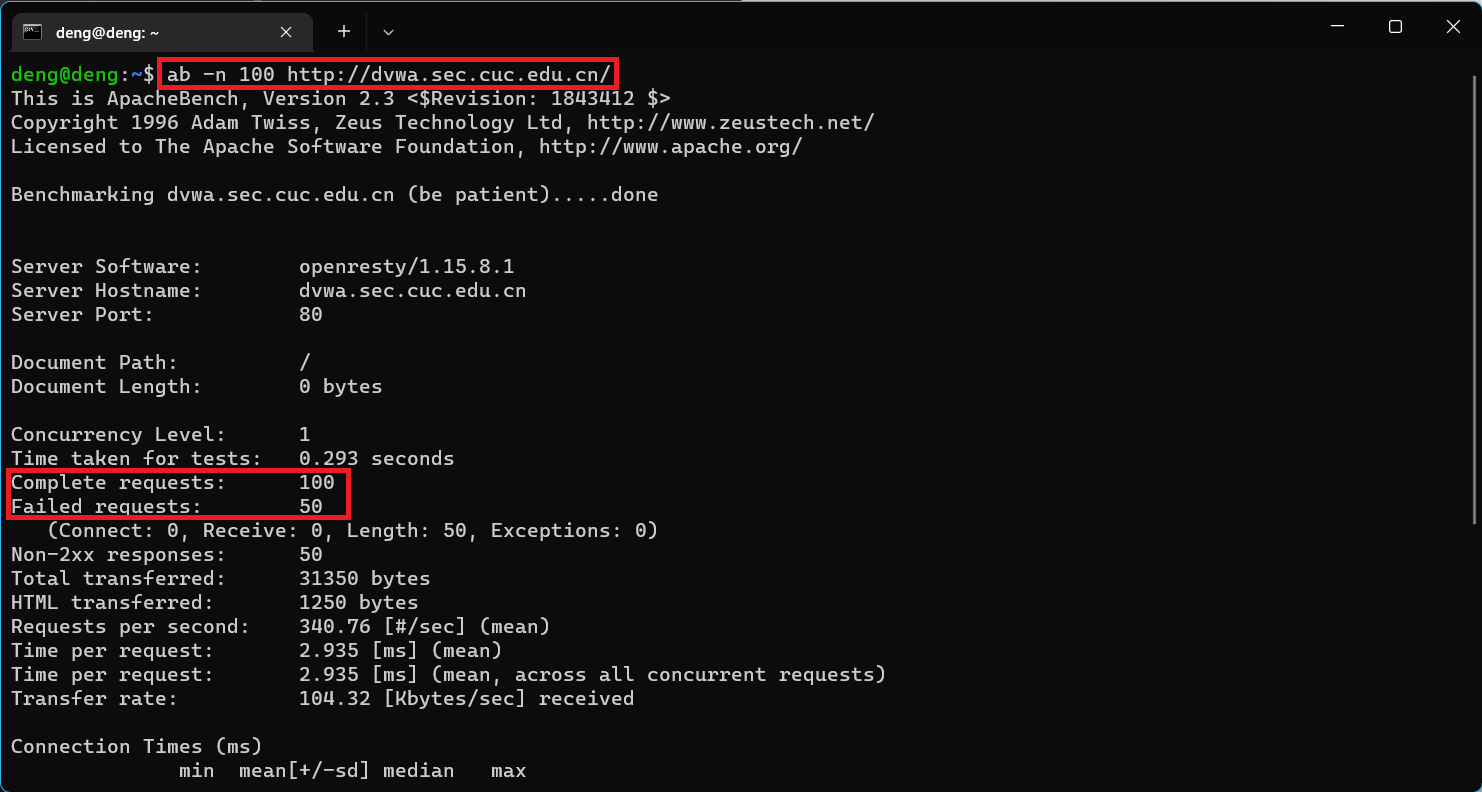 deng@deng: ~
deng@deng:~$ ab -n 100 http://dvwa.sec.cuc.edu.cn/
This is ApacheBench, Version 2.3 <$Revision: 1843412 $>
Copyright 1996 Adam Twiss, Zeus Technology Ltd, http://www.zeustech.net/
Licensed to The Apache Software Foundation, http://www.apache.org/
Benchmarking dvwa.sec.cuc.edu.cn (be patient).....done
Server Software:        openresty/1.15.8.1
Server Hostname:        dvwa.sec.cuc.edu.cn
Server Port:            80
Document Path:          /
Document Length:        0 bytes
Concurrency Level:      1
Time taken for tests:   0.293 seconds
Complete requests:      100
Failed requests:        50
   (Connect: 0, Receive: 0, Length: 50, Exceptions: 0)
Non-2xx responses:      50
Total transferred:      31350 bytes
HTML transferred:       1250 bytes
Requests per second:    340.76 [#/sec] (mean)
Time per request:       2.935 [ms] (mean)
Time per request:       2.935 [ms] (mean, across all concurrent requests)
Transfer rate:          104.32 [Kbytes/sec] received
Connection Times (ms)
              min  mean[+/-sd] median   max